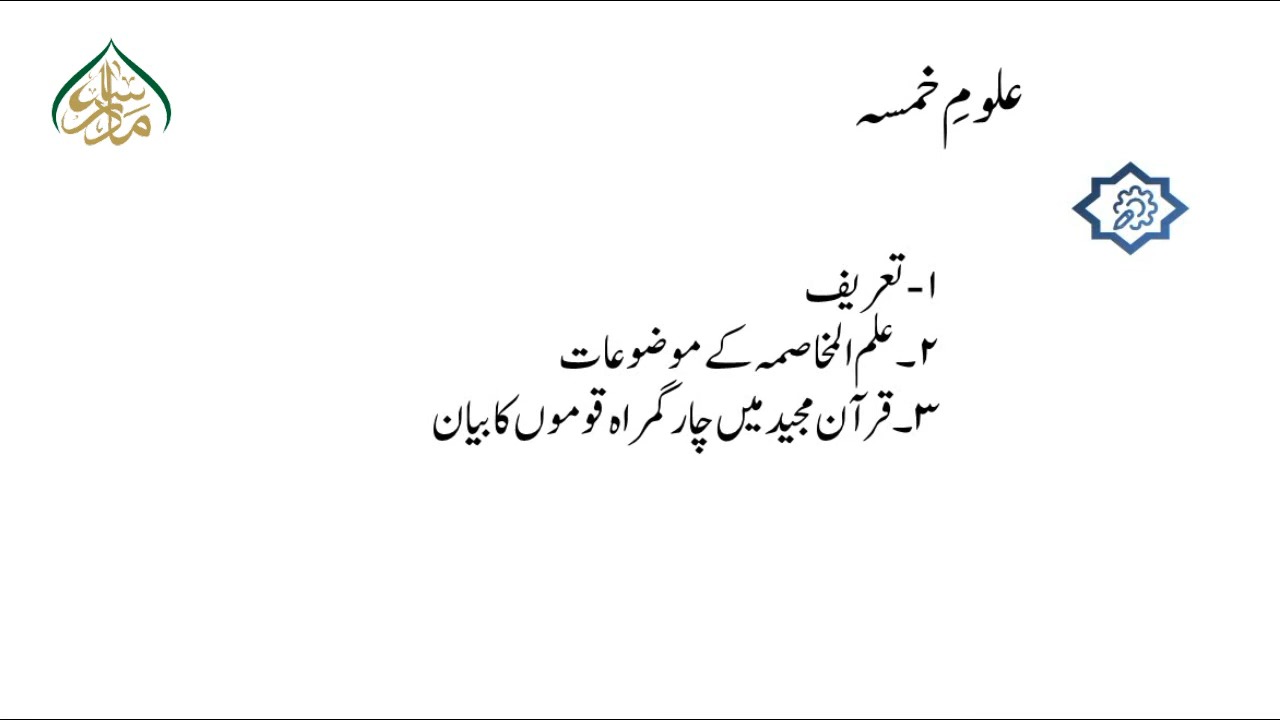 علومِ خمسہ
۱- تعریف
۲۔ علم المخاصمہ کے موضوعات
۳۔ قرآن مجید میں چار گمراہ قوموں کا بیان